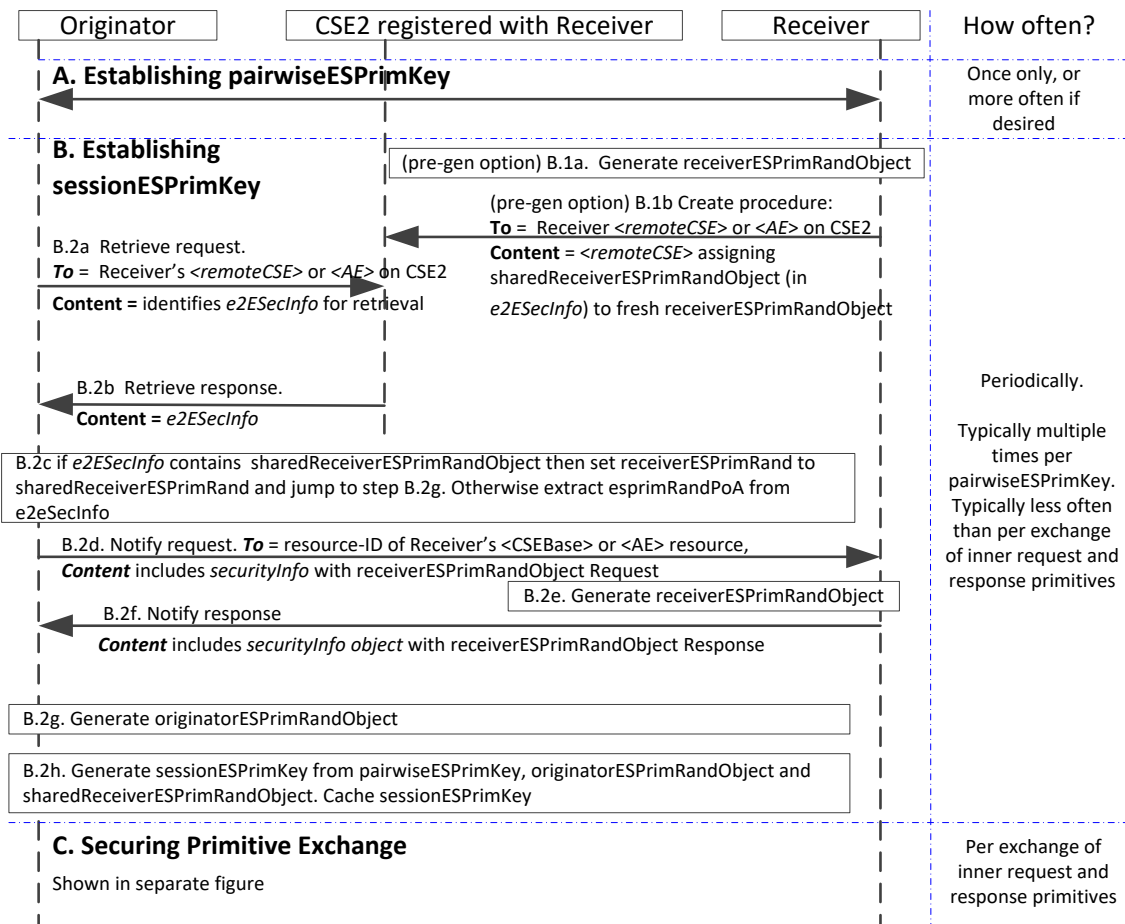 Originator
CSE2 registered with Receiver
Receiver
How often?
A. Establishing pairwiseESPrimKey
Once only, or
more often if
desired
B. Establishing
sessionESPrimKey
(pre-gen option) B.1a. Generate receiverESPrimRandObject
(pre-gen option) B.1b Create procedure:
To = Receiver <remoteCSE> or <AE> on CSE2
Content = <remoteCSE> assigning
sharedReceiverESPrimRandObject (in
e2ESecInfo) to fresh receiverESPrimRandObject
B.2a Retrieve request.
To = Receiver's <remoteCSE> or <AE> on CSE2
Content = identifies e2ESecInfo for retrieval
B.2b Retrieve response.
Content = e2ESecInfo
Periodically.
Typically multiple
times per
pairwiseESPrimKey.
Typically less often
than per exchange
of inner request and
response primitives
B.2c if e2ESecInfo contains sharedReceiverESPrimRandObject then set receiverESPrimRand to
sharedReceiverESPrimRand and jump to step B.2g. Otherwise extract esprimRandPoA from
e2eSecInfo
B.2d. Notify request. To = resource-ID of Receiver's <CSEBase> or <AE> resource,
Content includes securityInfo with receiverESPrimRandObject Request
B.2e. Generate receiverESPrimRandObject
B.2f. Notify response
Content includes securityInfo object with receiverESPrimRandObject Response
B.2g. Generate originatorESPrimRandObject
B.2h. Generate sessionESPrimKey from pairwiseESPrimKey, originatorESPrimRandObject and
sharedReceiverESPrimRandObject. Cache sessionESPrimKey
C. Securing Primitive Exchange
Shown in separate figure
Per exchange of
inner request and
response primitives